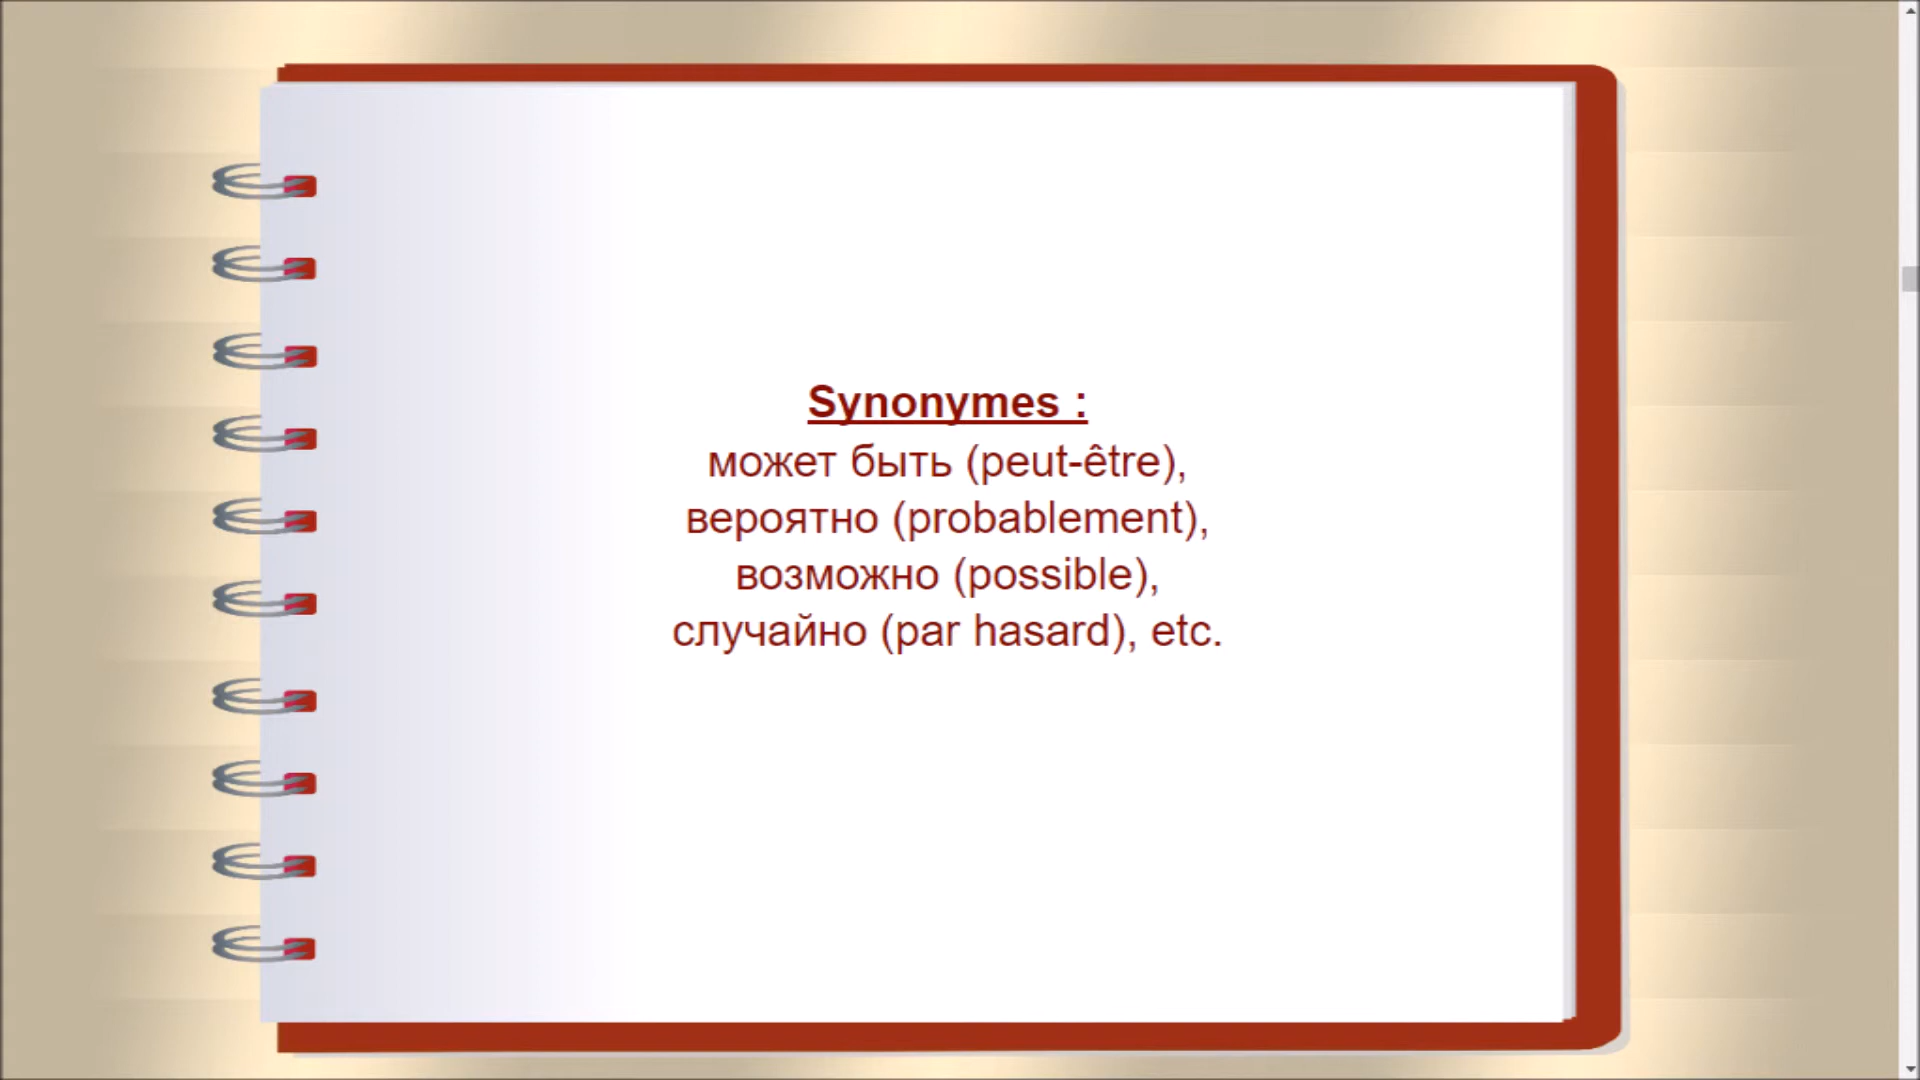 Synonymes :
может быть (peut-être),
вероятно (probablement),
возможно (possible),
случайно (par hasard), etc.